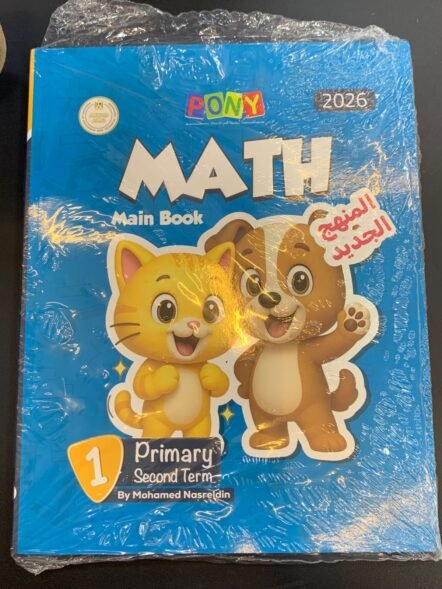 PONY
2026
MATH
Main Book
المنهج
الجديد
1
Primary
Second Term
By Mohamed Nasreldin